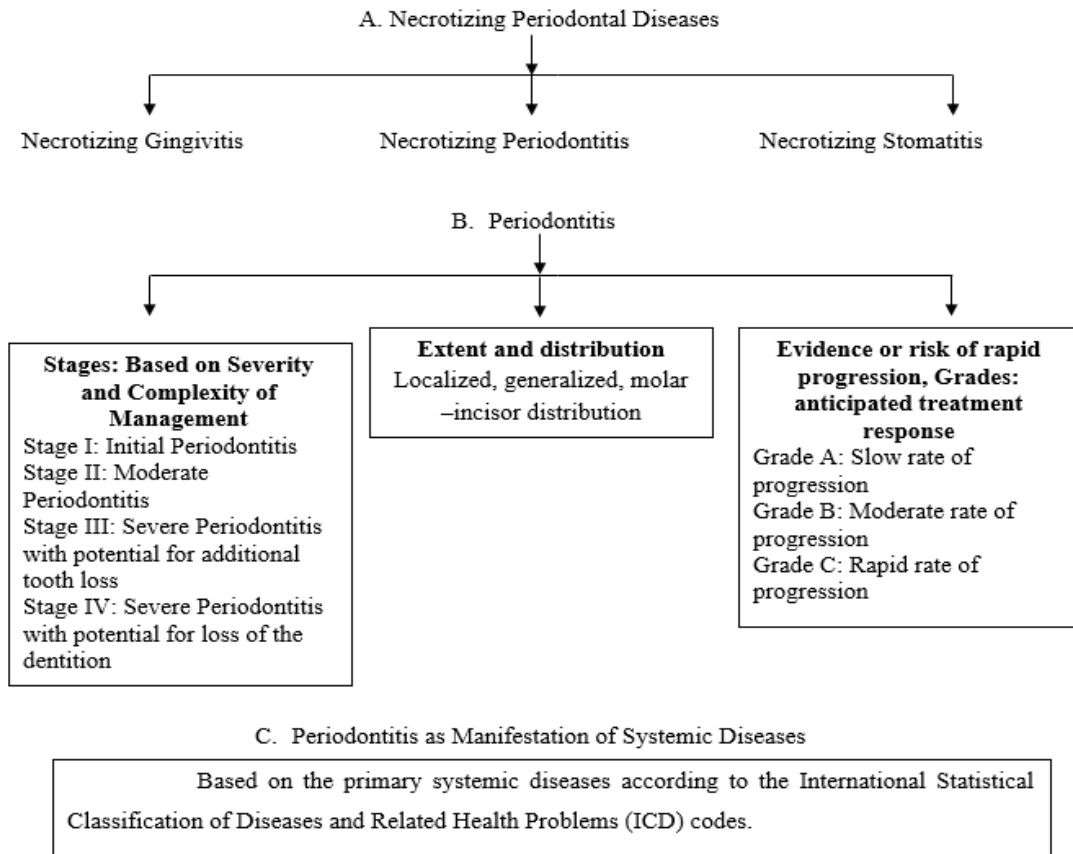 A. Necrotizing Periodontal Diseases
Necrotizing Gingivitis
Necrotizing Periodontitis
Necrotizing Stomatitis
B. Periodontitis
Stages: Based on Severity
and Complexity of
Management
Stage I: Initial Periodontitis
Stage II: Moderate
Periodontitis
Stage III: Severe Periodontitis
with potential for additional
tooth loss
Stage IV: Severe Periodontitis
with potential for loss of the
dentition
Extent and distribution
Localized, generalized, molar
–incisor distribution
Evidence or risk of rapid
progression, Grades:
anticipated treatment
response
Grade A: Slow rate of
progression
Grade B: Moderate rate of
progression
Grade C: Rapid rate of
progression
C. Periodontitis as Manifestation of Systemic Diseases
Based on the primary systemic diseases according to the International Statistical
Classification of Diseases and Related Health Problems (ICD) codes.